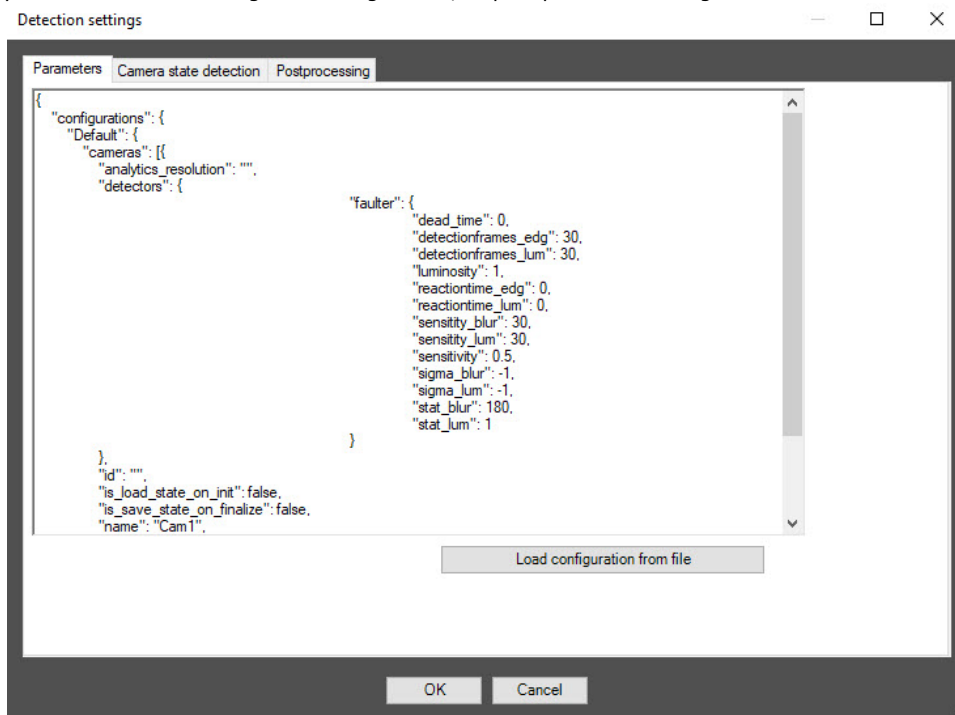 Detection settings
Parameters Camera state detection Postprocessing
{
"configurations": {
"Default": {
"cameras": [{
"analytics_resolution": "",
"detectors": {
"faulter": {
"dead_time": 0,
"detectionframes_edg": 30,
"detectionframes_lum": 30,
"luminosity": 1,
"reactiontime_edg": 0,
"reactiontime_lum": 0,
"sensitity_blur": 30,
"sensitity_lum": 30,
"sensitivity": 0.5,
"sigma_blur": -1,
"sigma_lum": -1,
"stat_blur": 180,
"stat_lum": 1
}
},
"id": "",
"is_load_state_on_init": false,
"is_save_state_on_finalize": false,
"name": "Cam1",
Load configuration from file
OK Cancel